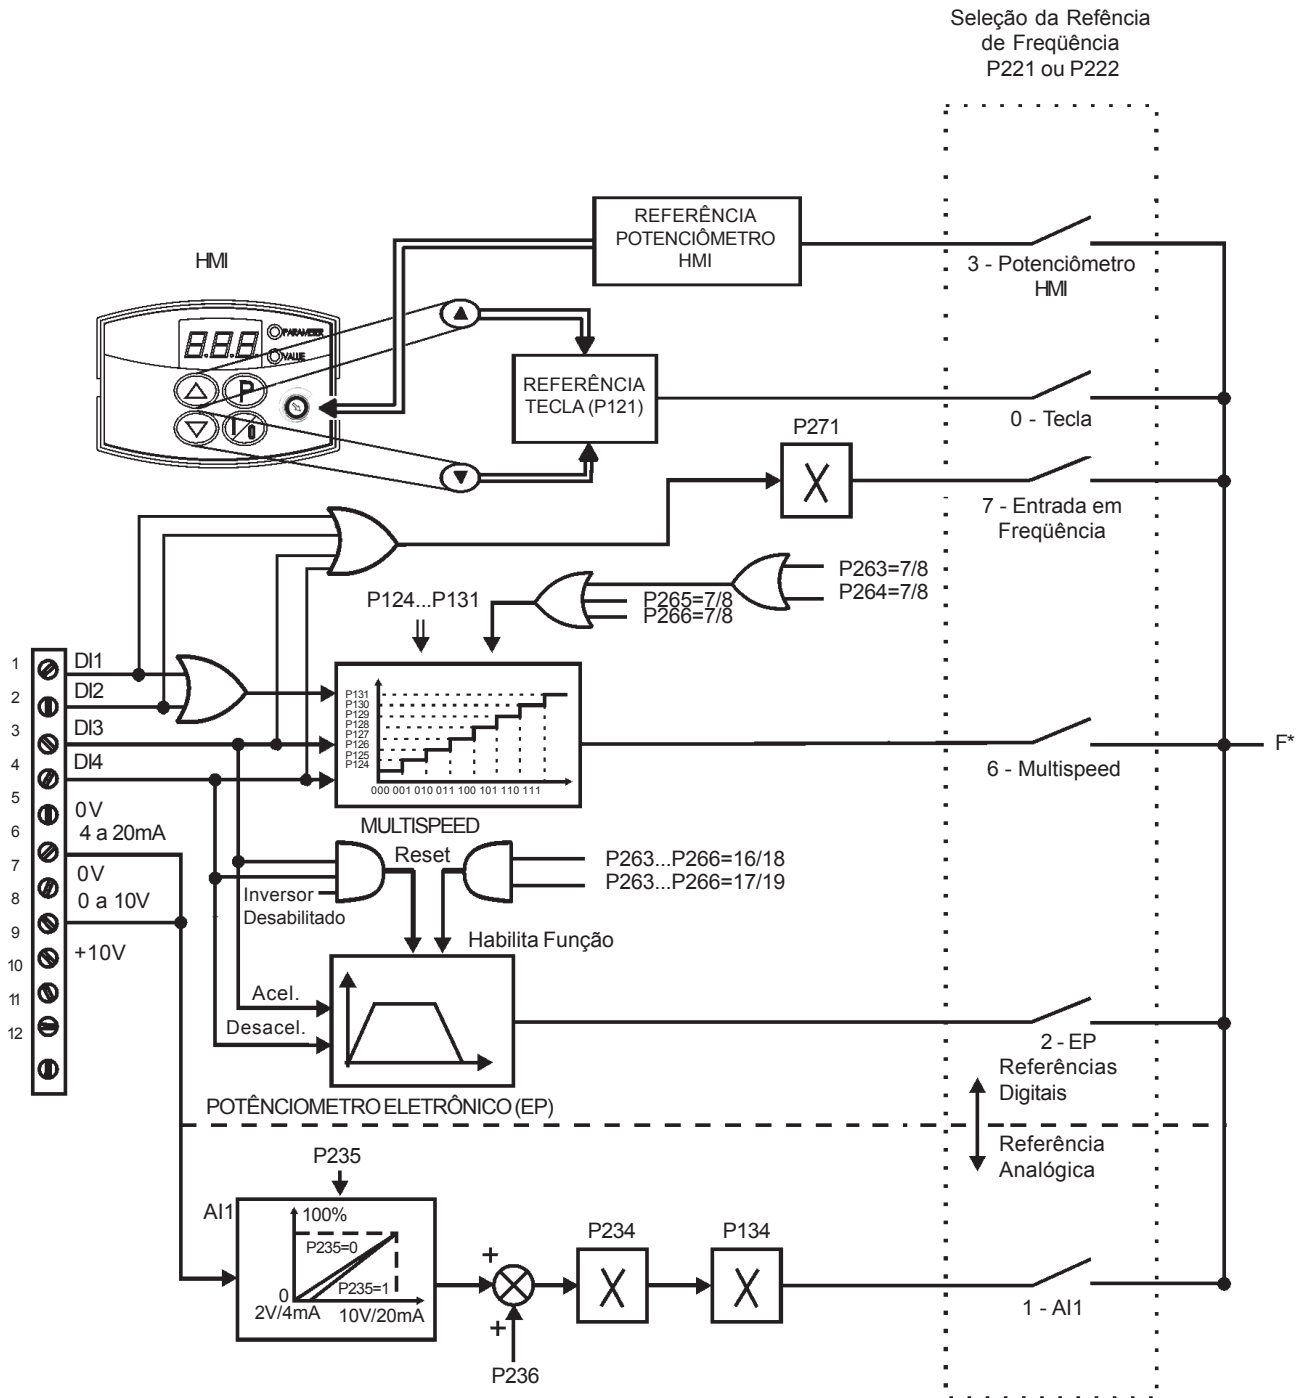 Seleção da Refência
de Freqüência
P221 ou P222
REFERÊNCIA
POTENCIÔMETRO
HMI
3 - Potenciômetro
HMI
HMI
8.8.8
PARAMETER
VALUE
P
I/0
REFERÊNCIA
TECLA (P121)
0 - Tecla
P271
X
7 - Entrada em
Freqüência
P263=7/8
P264=7/8
P265=7/8
P266=7/8
P124...P131
1
2
3
4
5
6
7
8
9
10
11
12
DI1
DI2
DI3
DI4
0V
4 a 20mA
0V
0 a 10V
+10V
P131
P130
P129
P128
P127
P126
P125
P124
000 001 010 011 100 101 110 111
MULTISPEED
6 - Multispeed
F*
Reset
Inversor
Desabilitado
P263...P266=16/18
P263...P266=17/19
Habilita Função
Acel.
Desacel.
2 - EP
POTÊNCIOMETRO ELETRÔNICO (EP)
Referências
Digitais
Referência
Analógica
P235
AI1
100%
P235=0
P235=1
0
2V/4mA
10V/20mA
+
+
P236
P234
X
P134
X
1 - AI1